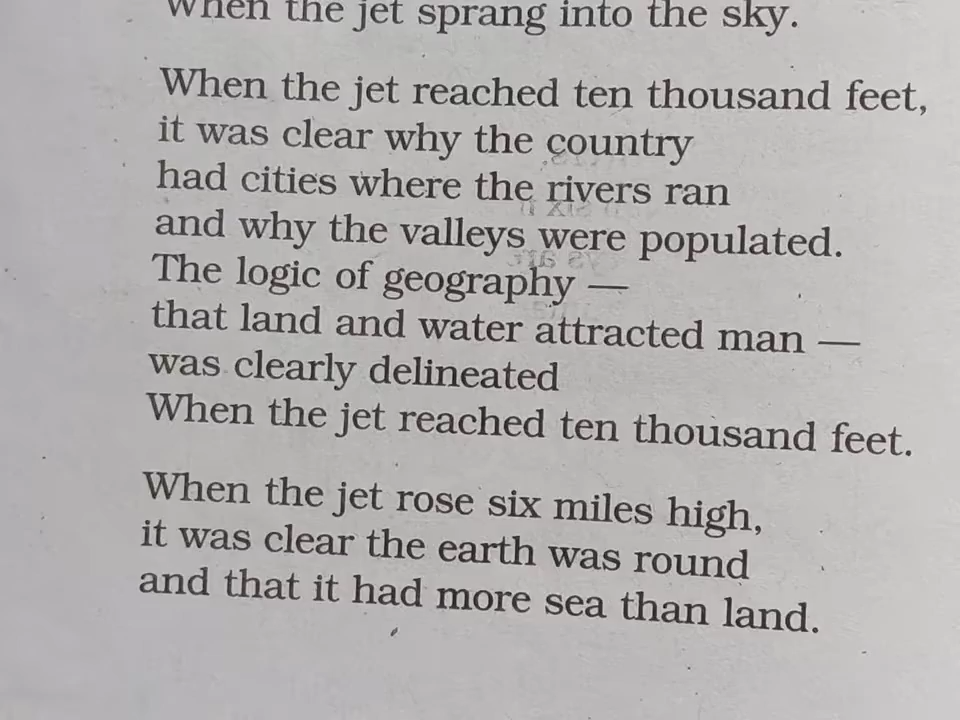 When the jet sprang into the sky.
When the jet reached ten thousand feet,
it was clear why the country
had cities where the rivers ran
and why the valleys were populated.
The logic of geography —
that land and water attracted man —
was clearly delineated
When the jet reached ten thousand feet.
When the jet rose six miles high,
it was clear the earth was round
and that it had more sea than land.